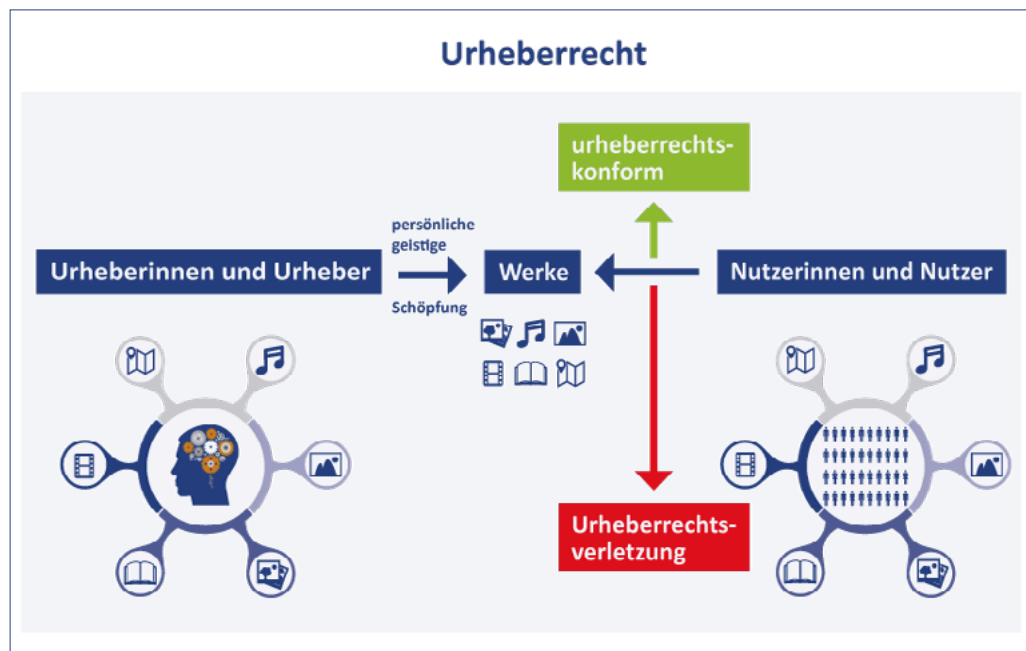 Urheberrecht
urheberrechts-
konform
persönliche
geistige
Urheberinnen und Urheber
Werke
Nutzerinnen und Nutzer
Schöpfung
Urheberrechts-
verletzung